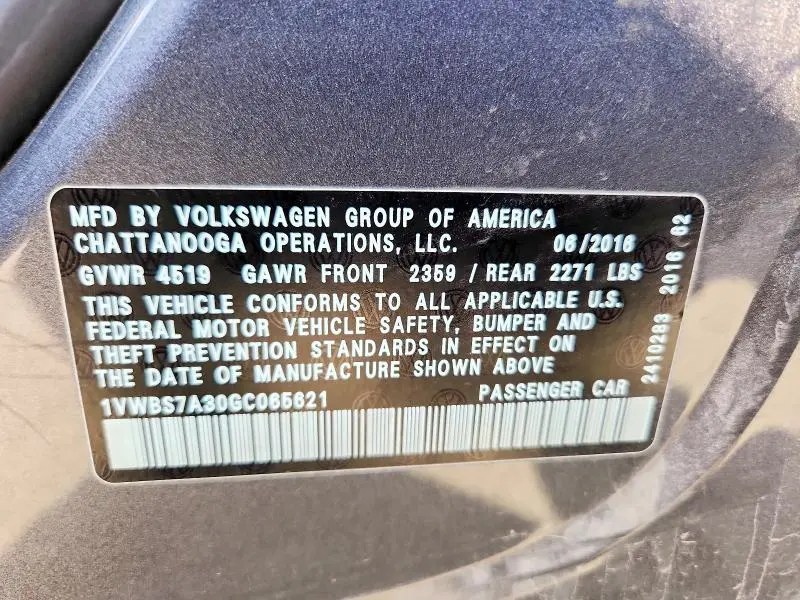 MFD BY VOLKSWAGEN GROUP OF AMERICA
CHATTANOOGA OPERATIONS, LLC. 06/2016
GVWR 4519 GAWR FRONT 2359 / REAR 2271 LBS
THIS VEHICLE CONFORMS TO ALL APPLICABLE U.S.
FEDERAL MOTOR VEHICLE SAFETY, BUMPER AND
THEFT PREVENTION STANDARDS IN EFFECT ON
THE DATE OF MANUFACTURE SHOWN ABOVE
1VWBS7A30GC065621 PASSENGER CAR
2410283 2016 02